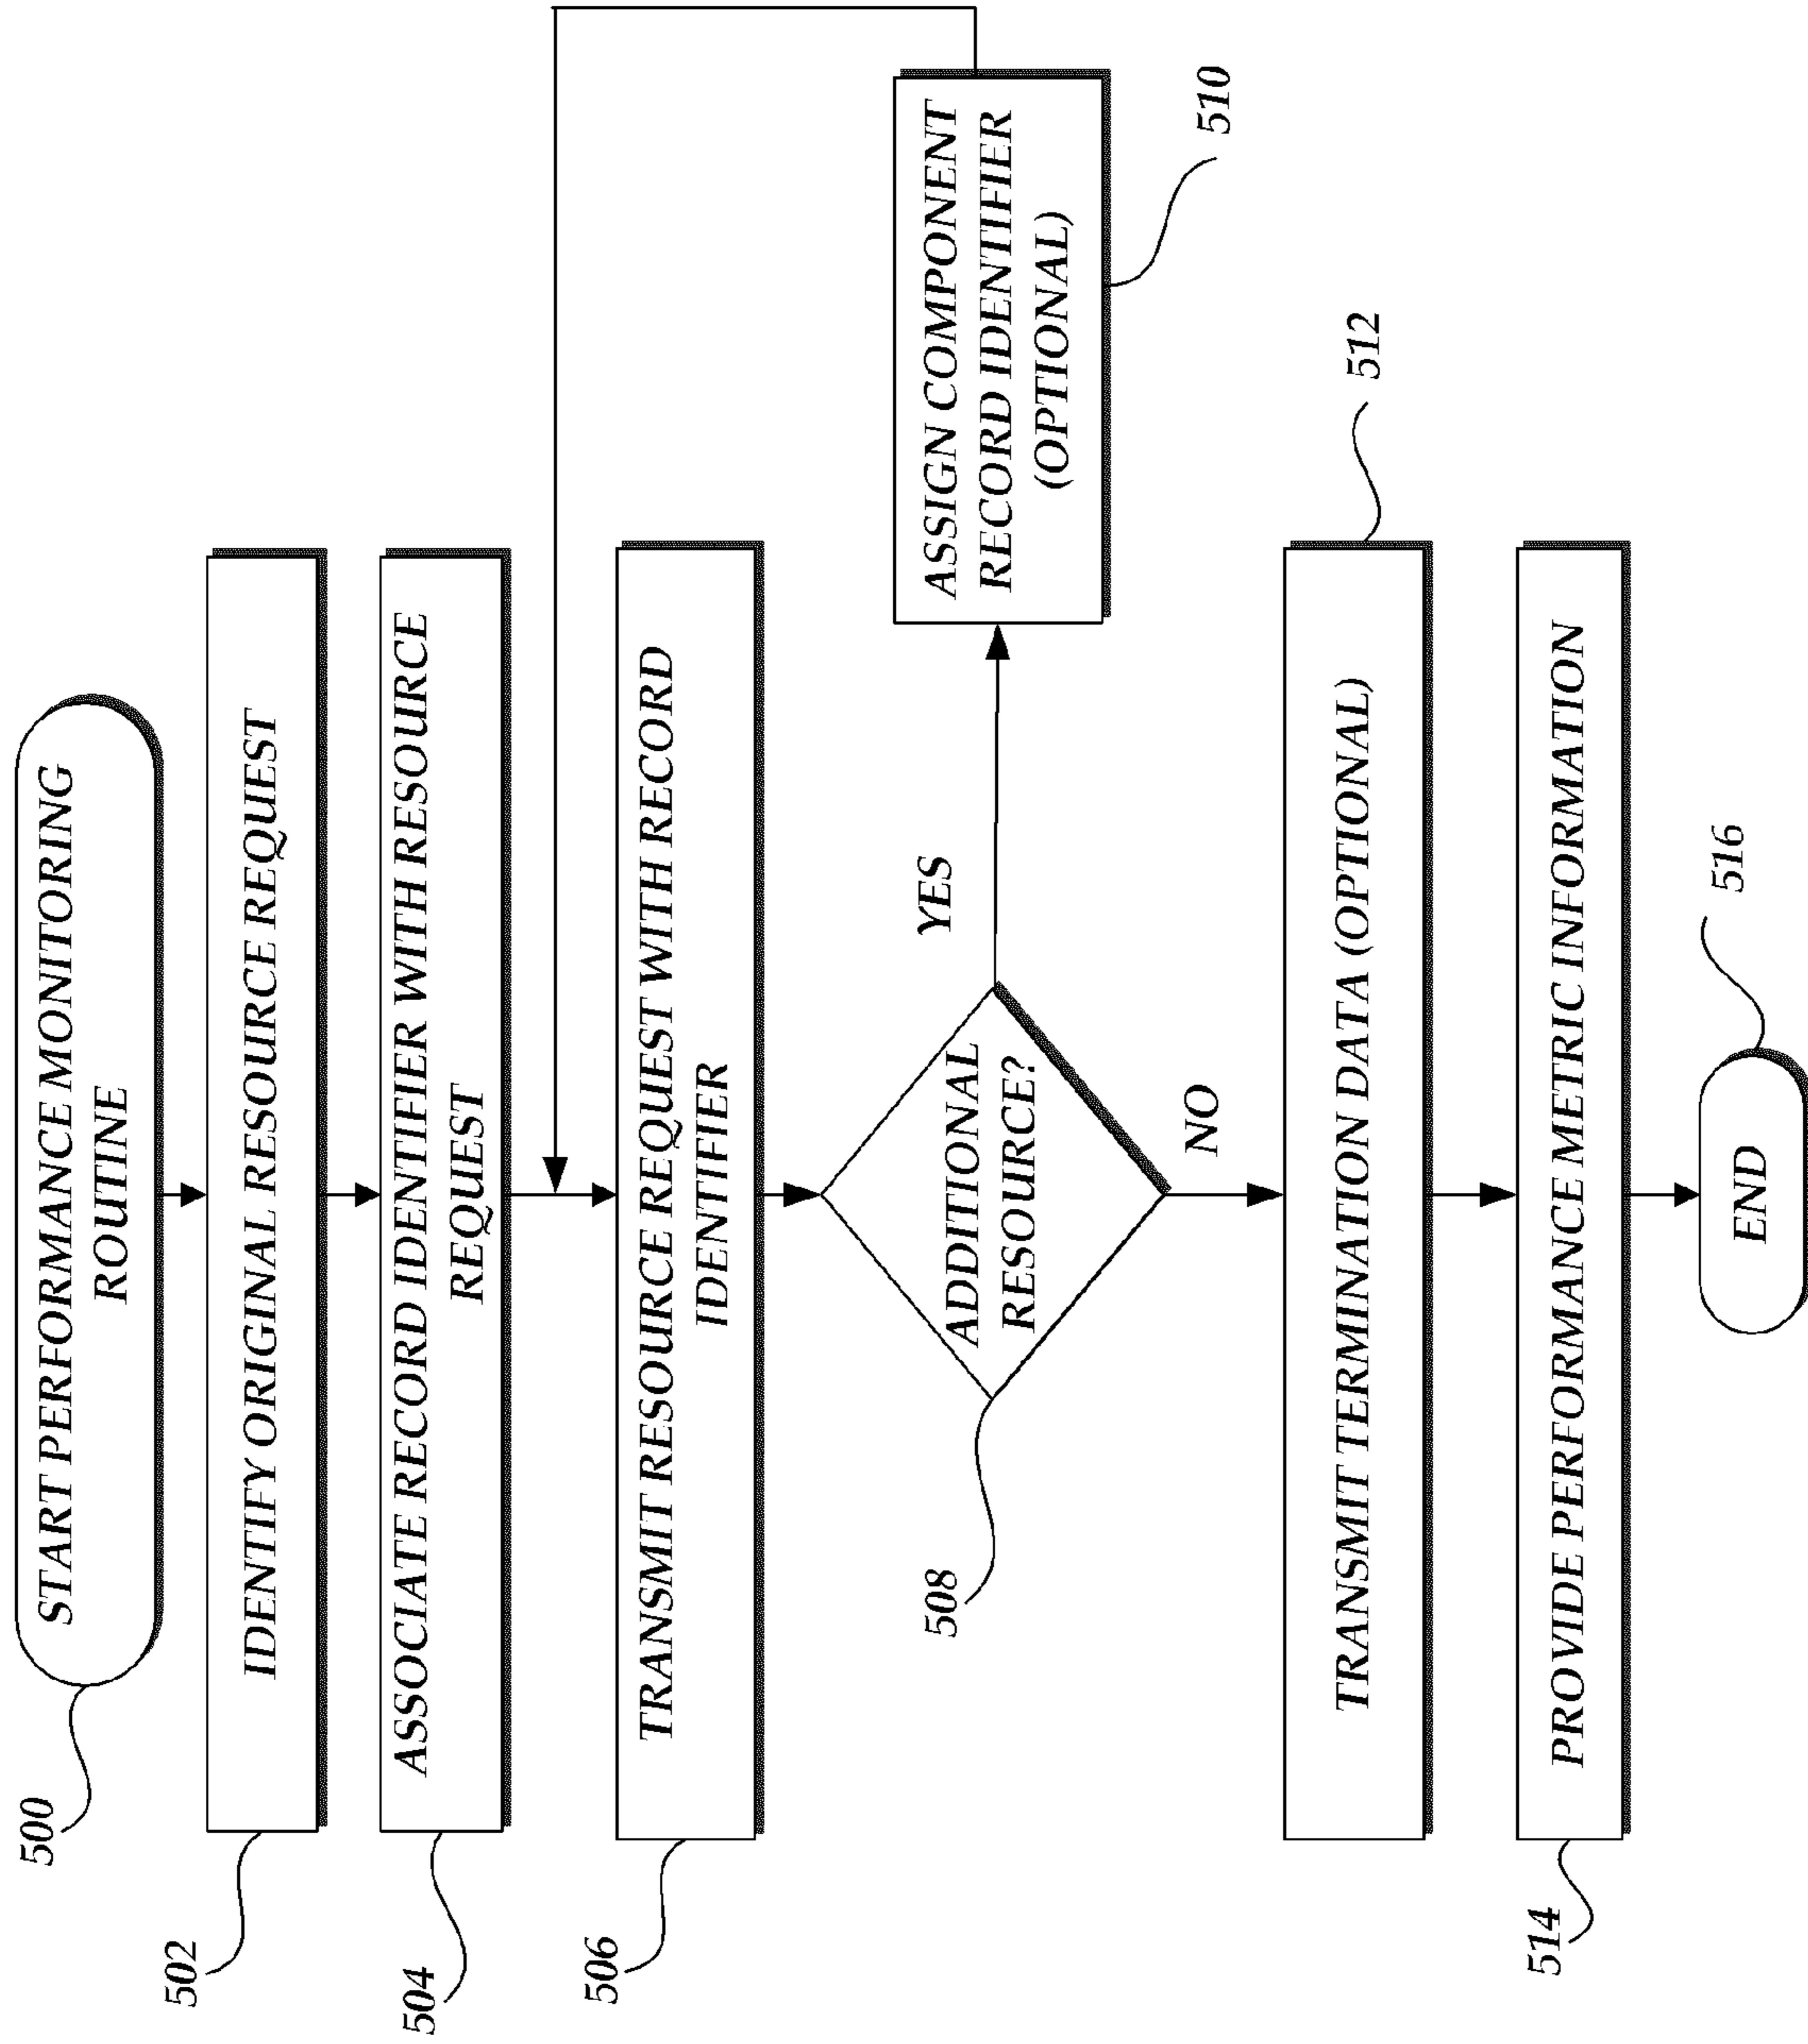 500
START PERFORMANCE MONITORING
ROUTINE
502
IDENTIFY ORIGINAL RESOURCE REQUEST
504
ASSOCIATE RECORD IDENTIFIER WITH RESOURCE
REQUEST
506
TRANSMIT RESOURCE REQUEST WITH RECORD
IDENTIFIER
508
ADDITIONAL
RESOURCE?
YES
ASSIGN COMPONENT
RECORD IDENTIFIER
(OPTIONAL)
510
NO
512
TRANSMIT TERMINATION DATA (OPTIONAL)
514
PROVIDE PERFORMANCE METRIC INFORMATION
516
END